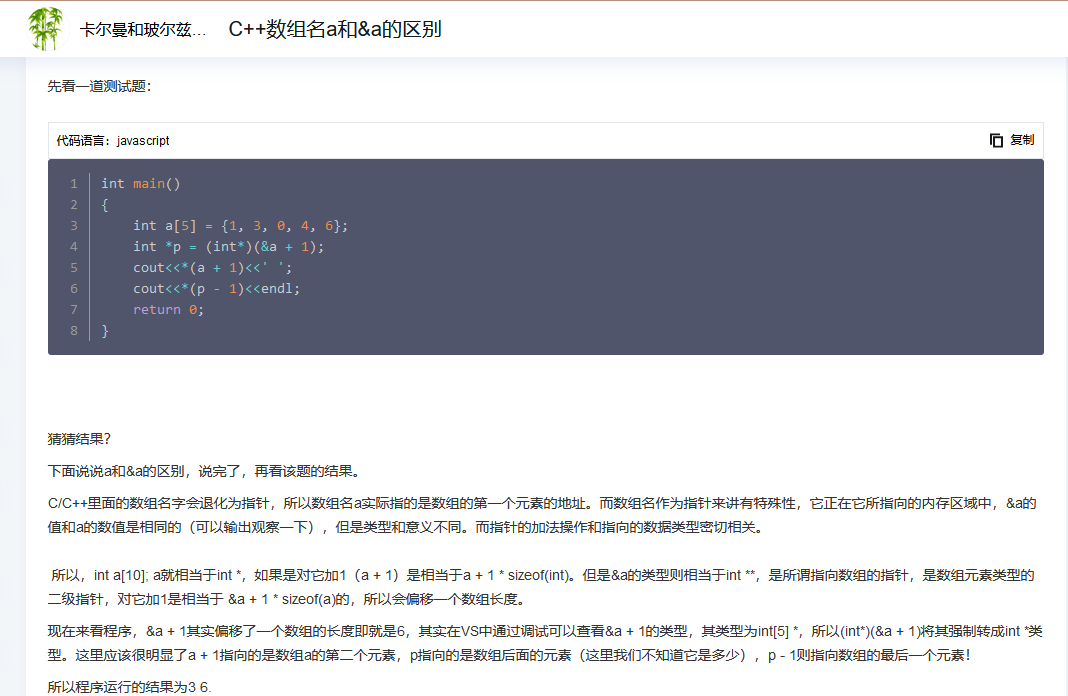 卡尔曼和玻尔兹... C++数组名a和&a的区别
先看一道测试题：
代码语言：javascript 复制
1 int main()
2 {
3     int a[5] = {1, 3, 0, 4, 6};
4     int *p = (int*)(&a + 1);
5     cout<<*(a + 1)<<' ';
6     cout<<*(p - 1)<<endl;
7     return 0;
8 }
猜猜结果？
下面说说a和&a的区别，说完了，再看该题的结果。
C/C++里面的数组名字会退化为指针，所以数组名a实际指的是数组的第一个元素的地址。而数组名作为指针来讲有特殊性，它正在它所指向的内存区域中，&a的
值和a的数值是相同的（可以输出观察一下），但是类型和意义不同。而指针的加法操作和指向的数据类型密切相关。
所以，int a[10]; a就相当于int *，如果是对它加1（a + 1）是相当于a + 1 * sizeof(int)。但是&a的类型则相当于int **，是所谓指向数组的指针，是数组元素类型的
二级指针，对它加1是相当于 &a + 1 * sizeof(a)的，所以会偏移一个数组长度。
现在来看程序，&a + 1其实偏移了一个数组的长度即就是6，其实在VS中通过调试可以查看&a + 1的类型，其类型为int[5] *，所以(int*)(&a + 1)将其强制转成int *类
型。这里应该很明显了a + 1指向的是数组a的第二个元素，p指向的是数组后面的元素（这里我们不知道它是多少），p - 1则指向数组的最后一个元素！
所以程序运行的结果为3 6.